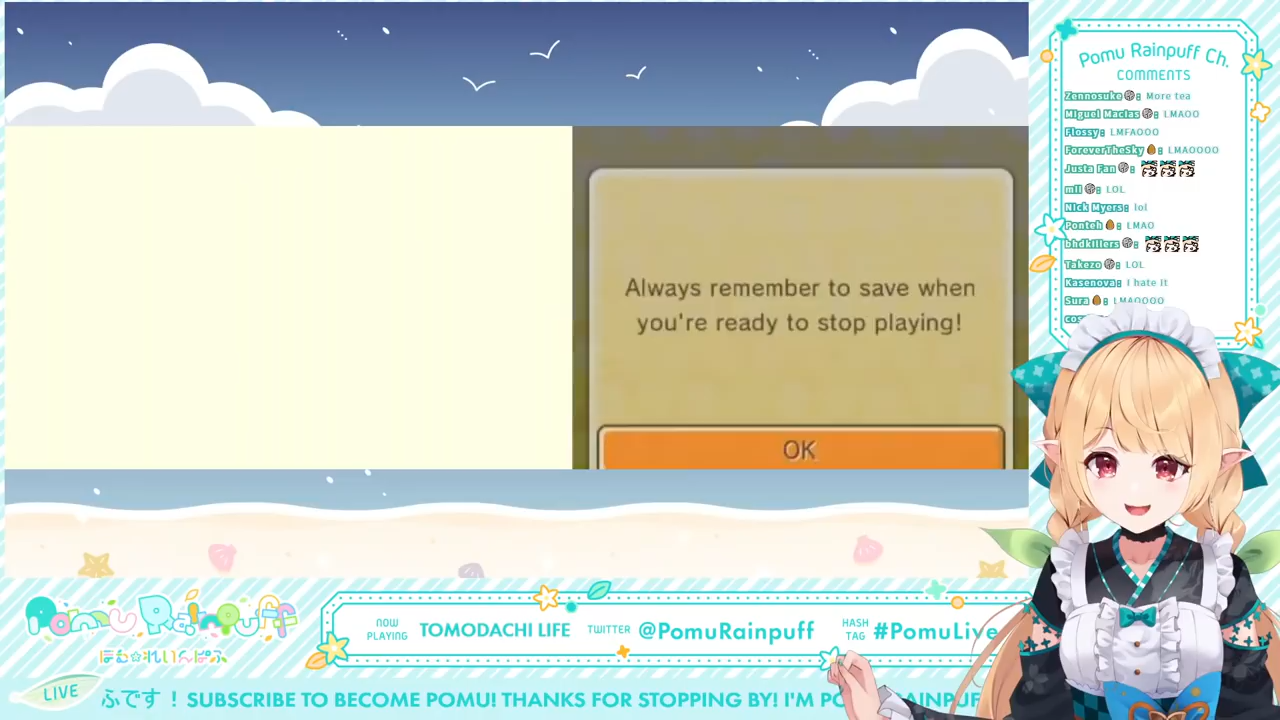 Pomu Rainpuff Ch.
COMMENTS
Zennosuke: More tea
Miguel Macias: LMAOO
Flossy: LMFAOOO
ForeverTheSky: LMAOOOO
Justa Fan:
mii: LOL
Nick Myers: lol
Ponteh: LMAO
bhdkillers:
Takezo: LOL
Kasenova: I hate it
Sura: LMAOOOO
Always remember to save when
you're ready to stop playing!
OK
Pomu Rainpuff
ぽむ☆れいんぱふ
NOW
PLAYING
TOMODACHI LIFE
TWITTER
@PomuRainpuff
HASH
TAG
#PomuLive
LIVE
ふです！SUBSCRIBE TO BECOME POMU! THANKS FOR STOPPING BY! I'M